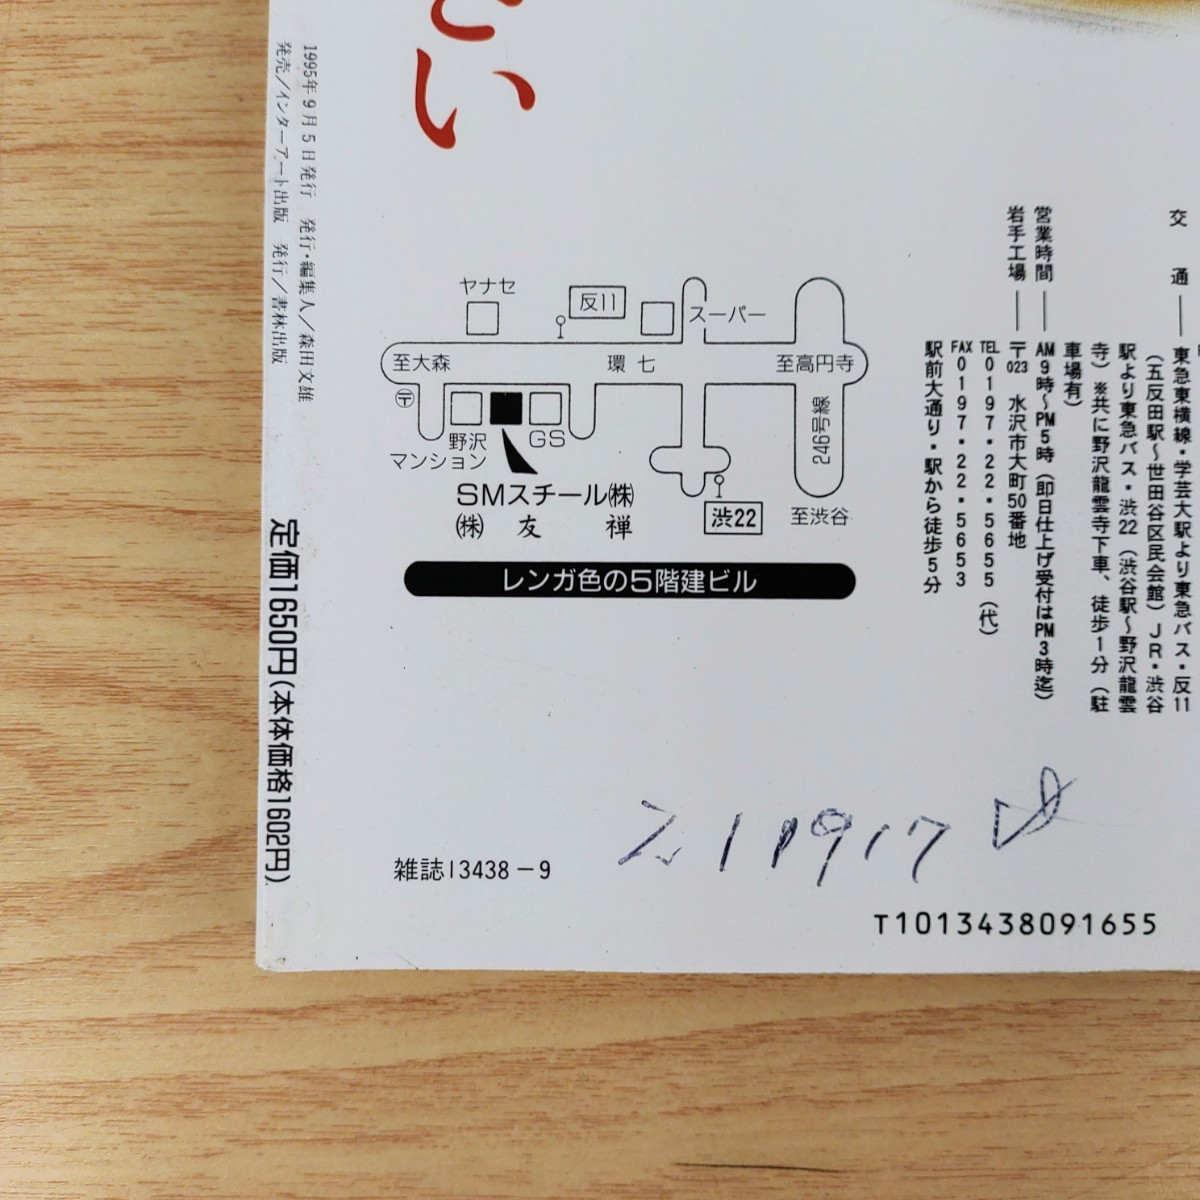 さい
1995年9月5日発行　発行・編集人／森田文雄
発売／インターアート出版　発行／書林出版
定価1650円(本体価格1602円)
交　通──東急東横線・学芸大駅より東急バス・反11
（五反田駅〜世田谷区民会館）JR・渋谷
駅より東急バス・渋22（渋谷駅〜野沢龍雲
寺）※共に野沢龍雲寺下車、徒歩1分（駐
車場有）
営業時間──AM9時〜PM5時（即日仕上げ受付はPM3時迄）
岩手工場──〒023　水沢市大町50番地
TEL 0197・22・5655（代）
FAX 0197・22・5653
駅前大通り・駅から徒歩5分
ヤナセ
反11
スーパー
至大森
環七
至高円寺
〒
野沢
マンション
GS
246号線
SMスチール㈱
㈱友禅
渋22
至渋谷
レンガ色の5階建ビル
雑誌13438-9
T1013438091655